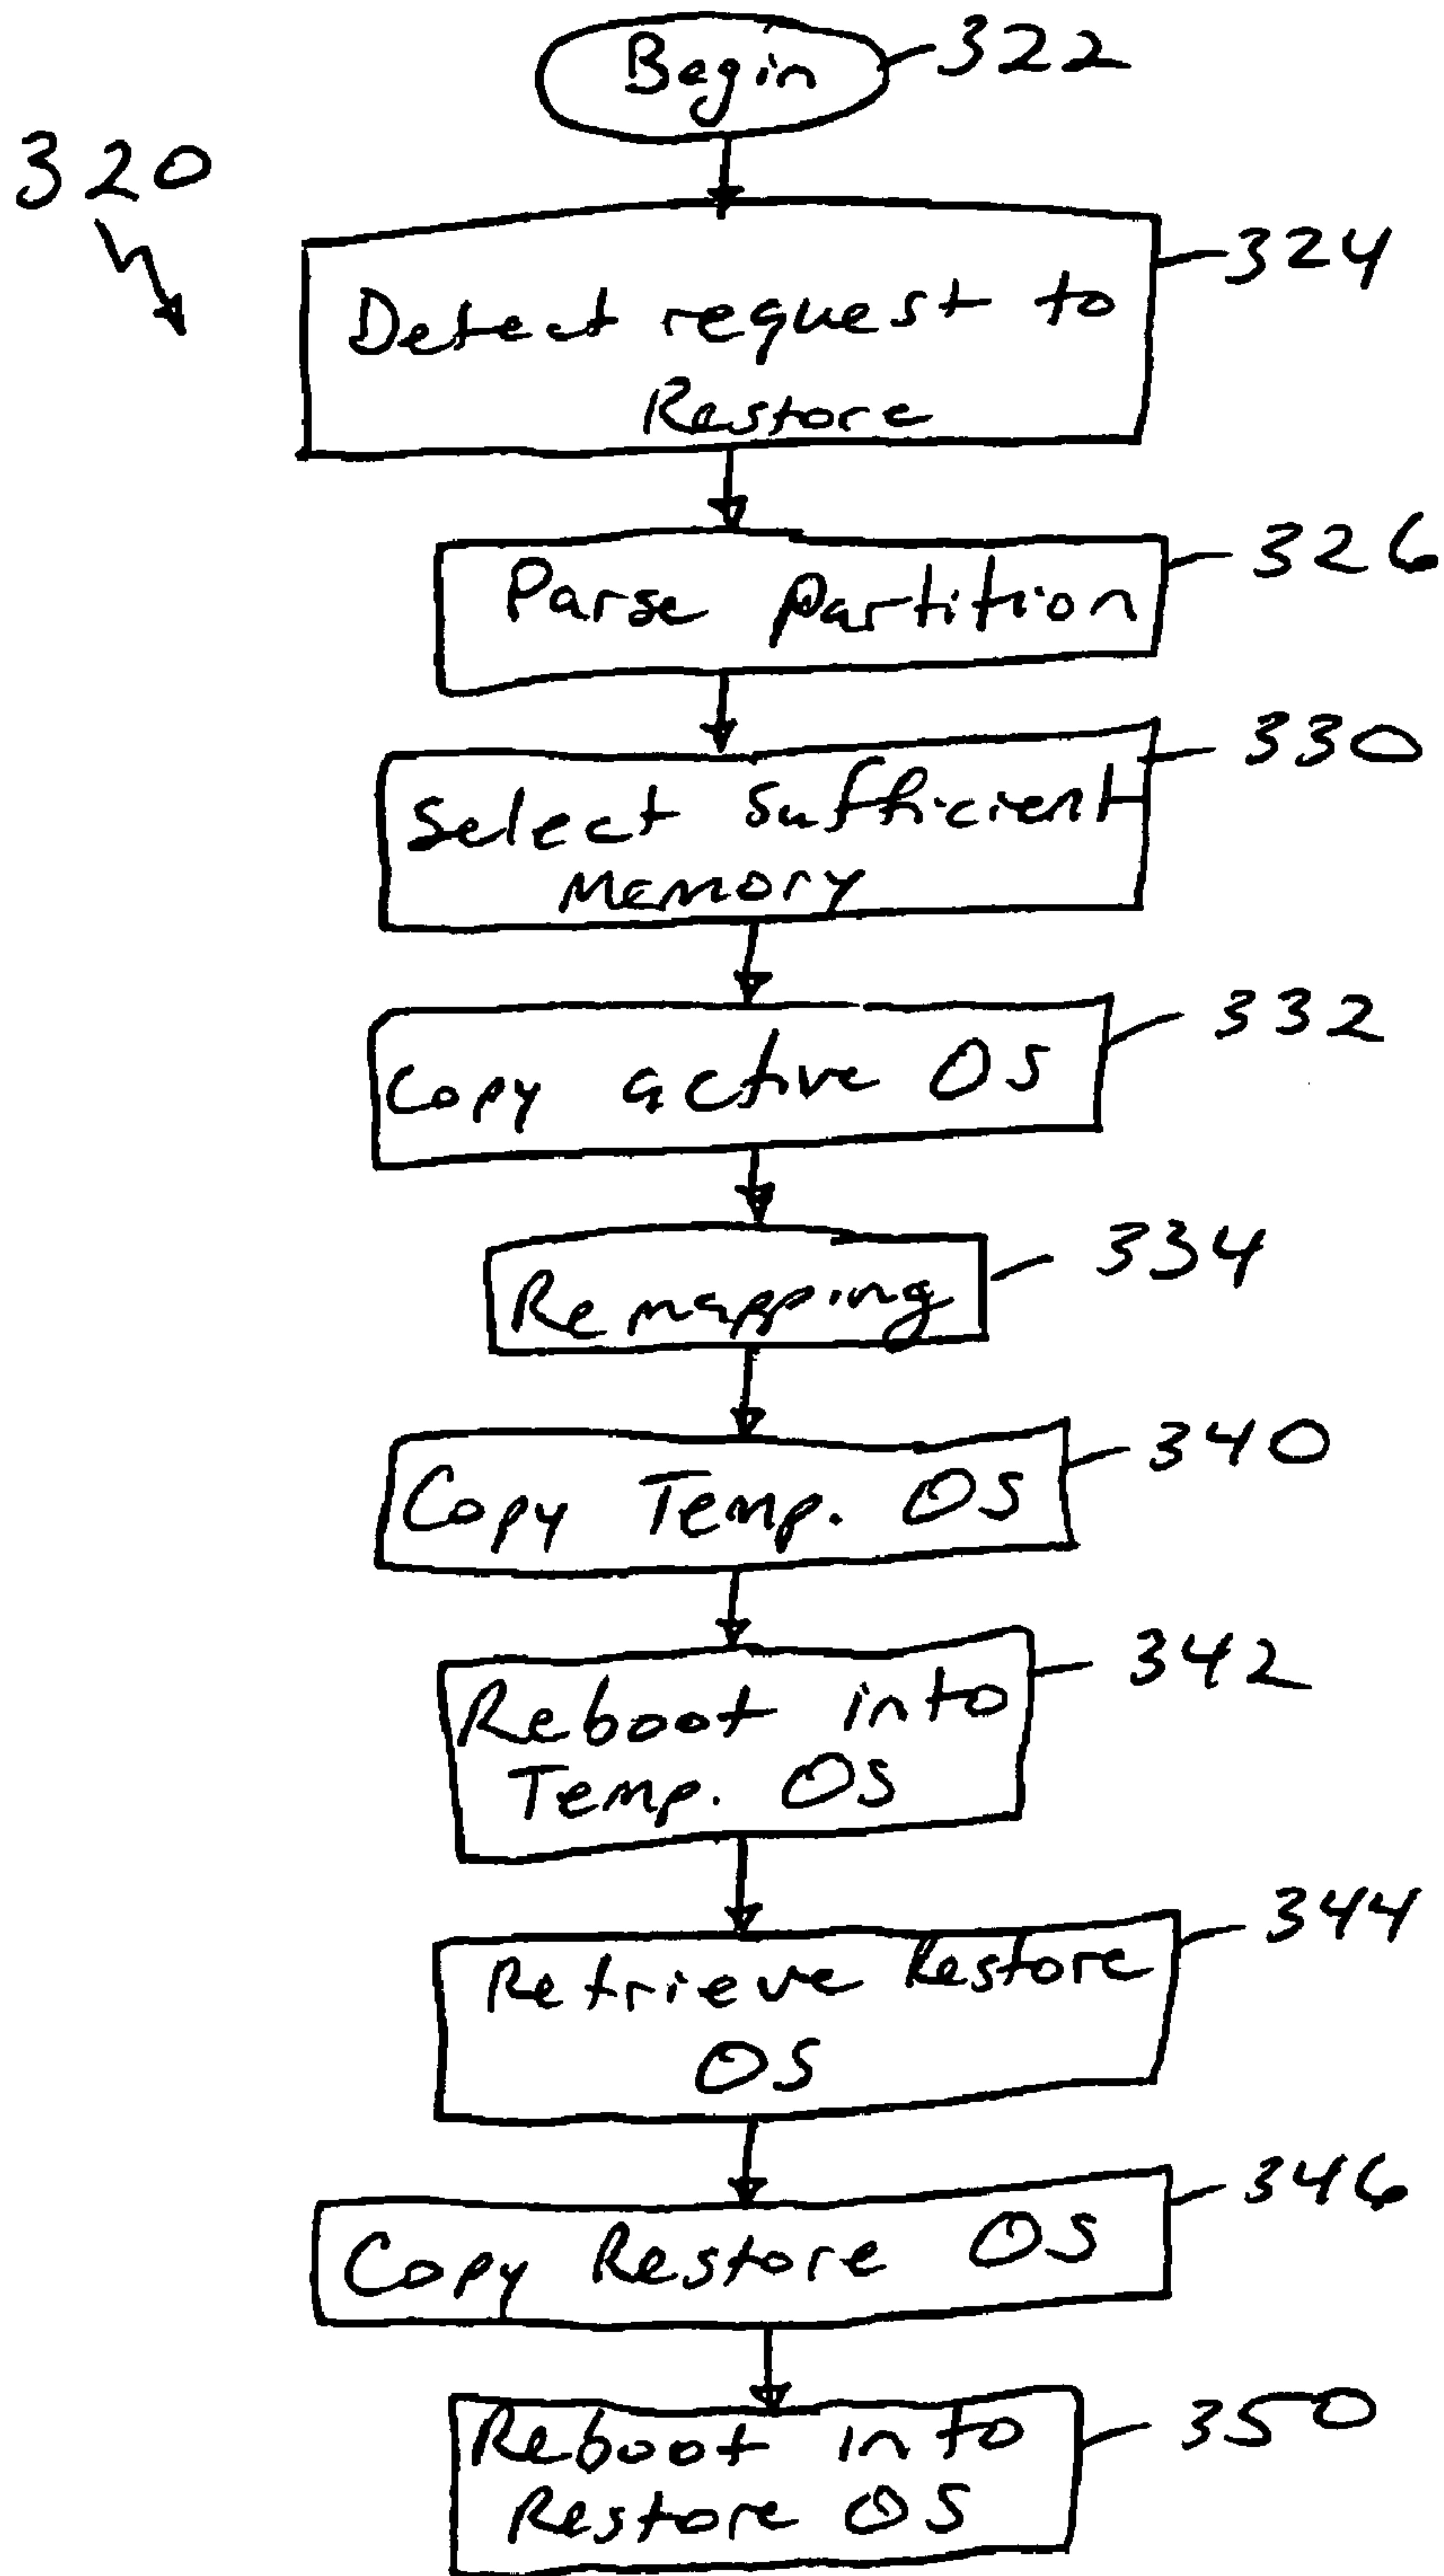 Begin 322
320
324
Detect request to
Restore
326
Parse partition
330
Select sufficient
Memory
332
Copy active OS
334
Remapping
340
Copy Temp. OS
342
Reboot into
Temp. OS
344
Retrieve Restore
OS
346
Copy Restore OS
350
Reboot into
Restore OS